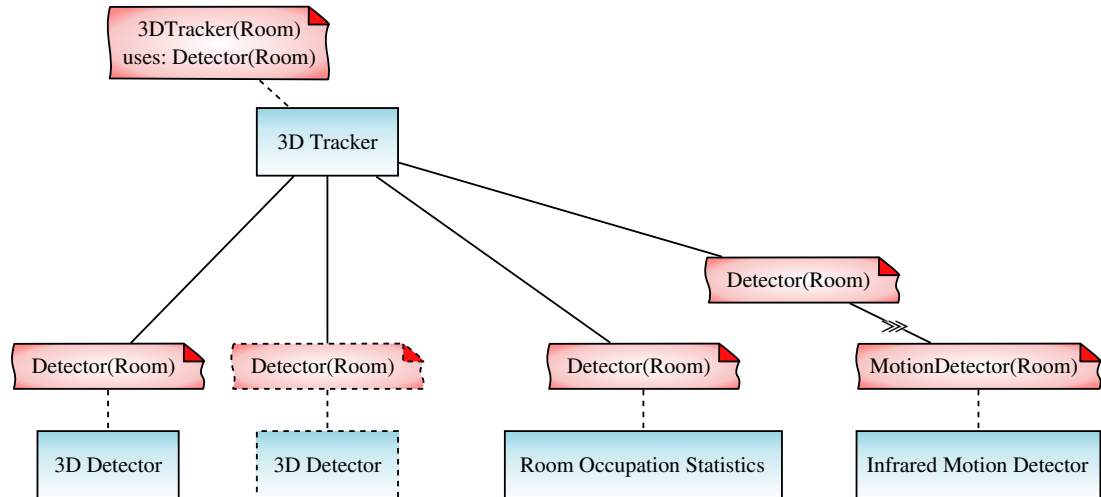 3DTracker(Room)
uses: Detector(Room)
3D Tracker
Detector(Room)
Detector(Room)
Detector(Room)
Detector(Room)
MotionDetector(Room)
3D Detector
3D Detector
Room Occupation Statistics
Infrared Motion Detector